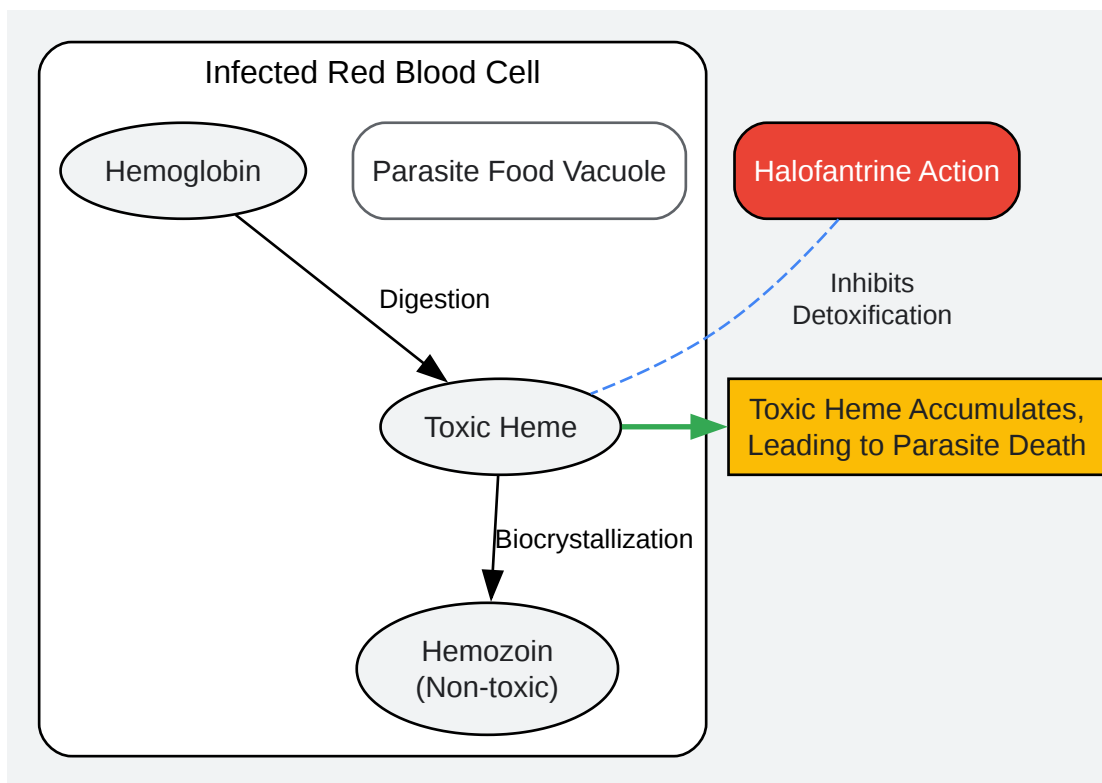 Infected Red Blood Cell
Hemoglobin
Parasite Food Vacuole
Halofantrine Action
Digestion
Inhibits
Detoxification
Toxic Heme
Toxic Heme Accumulates,
Leading to Parasite Death
Biocrystallization
Hemozoin
(Non-toxic)